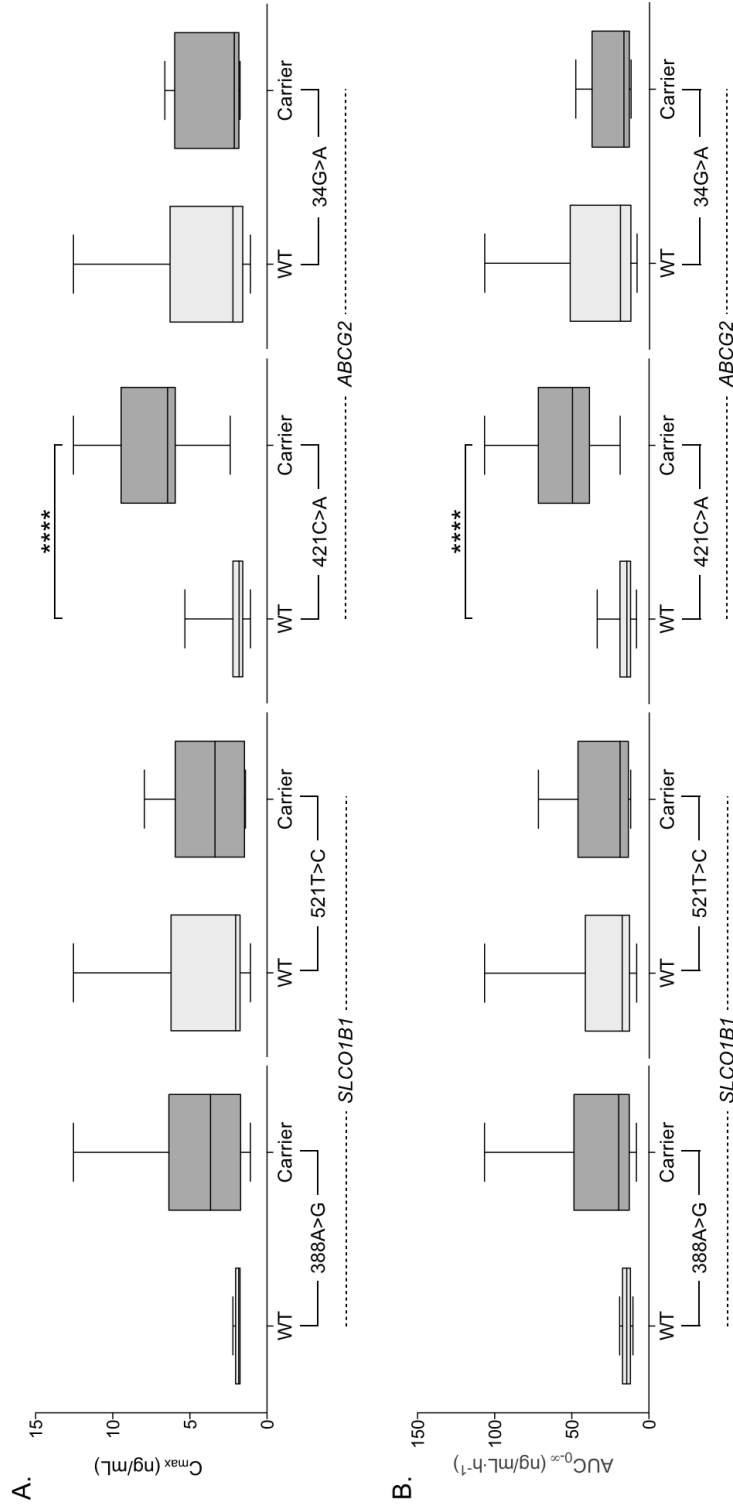 A.
Cmax (ng/mL)
15
10
5
0
****
WT Carrier WT Carrier WT Carrier WT Carrier
388A>G 521T>C 421C>A 34G>A
SLCO1B1 ABCG2
B.
AUC0-∞ (ng/mL·h-1)
150
100
50
0
****
WT Carrier WT Carrier WT Carrier WT Carrier
388A>G 521T>C 421C>A 34G>A
SLCO1B1 ABCG2